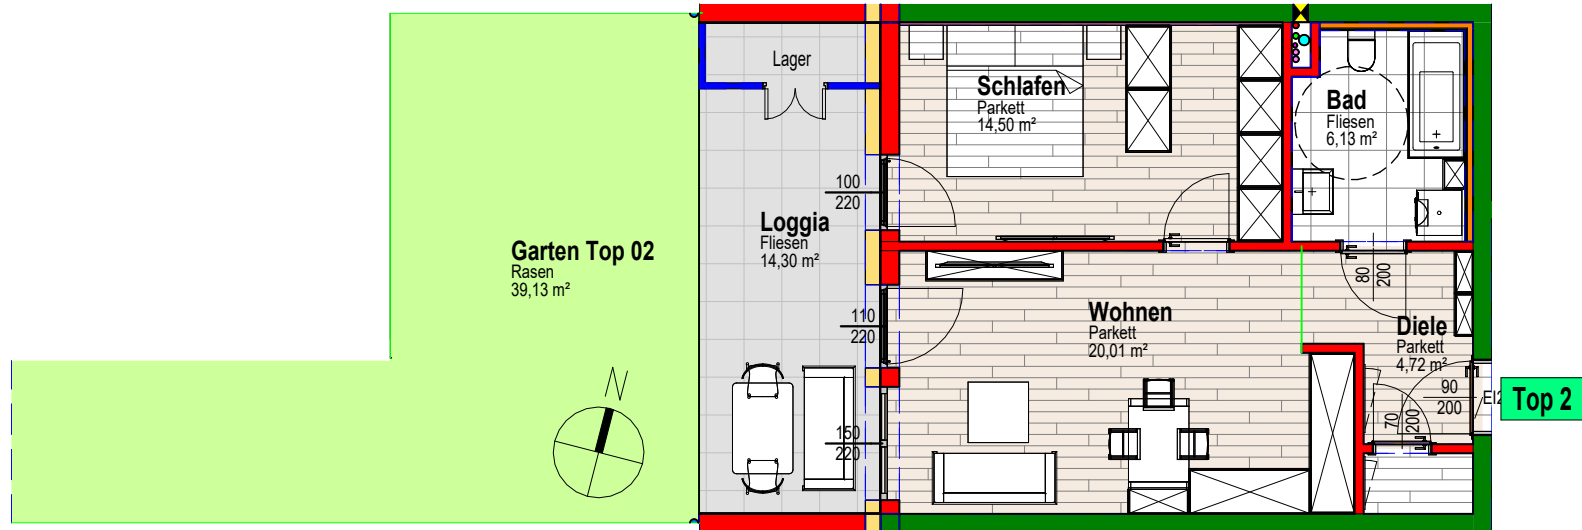 Lager
Schlafen
Parkett
14,50 m²
Bad
Fliesen
6,13 m²
100
220
Loggia
Fliesen
14,30 m²
Garten Top 02
Rasen
39,13 m²
80
200
110
220
Wohnen
Parkett
20,01 m²
Diele
Parkett
4,72 m²
N
90
200
EI2
Top 2
70
200
150
220